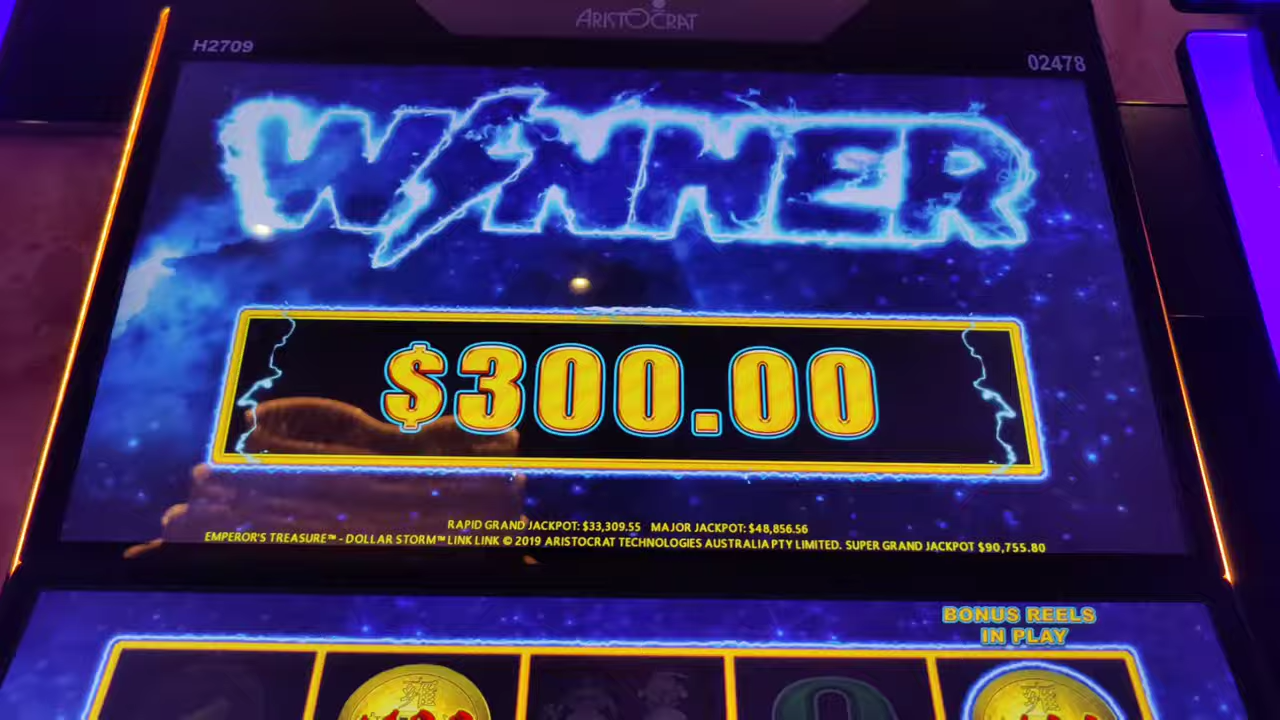 ARISTOCRAT
H2709
02478
WINNER
$300.00
RAPID GRAND JACKPOT: $33,309.55 MAJOR JACKPOT: $48,856.56
EMPEROR'S TREASURE™ - DOLLAR STORM™ LINK LINK © 2019 ARISTOCRAT TECHNOLOGIES AUSTRALIA PTY LIMITED. SUPER GRAND JACKPOT $90,755.80
BONUS REELS
IN PLAY